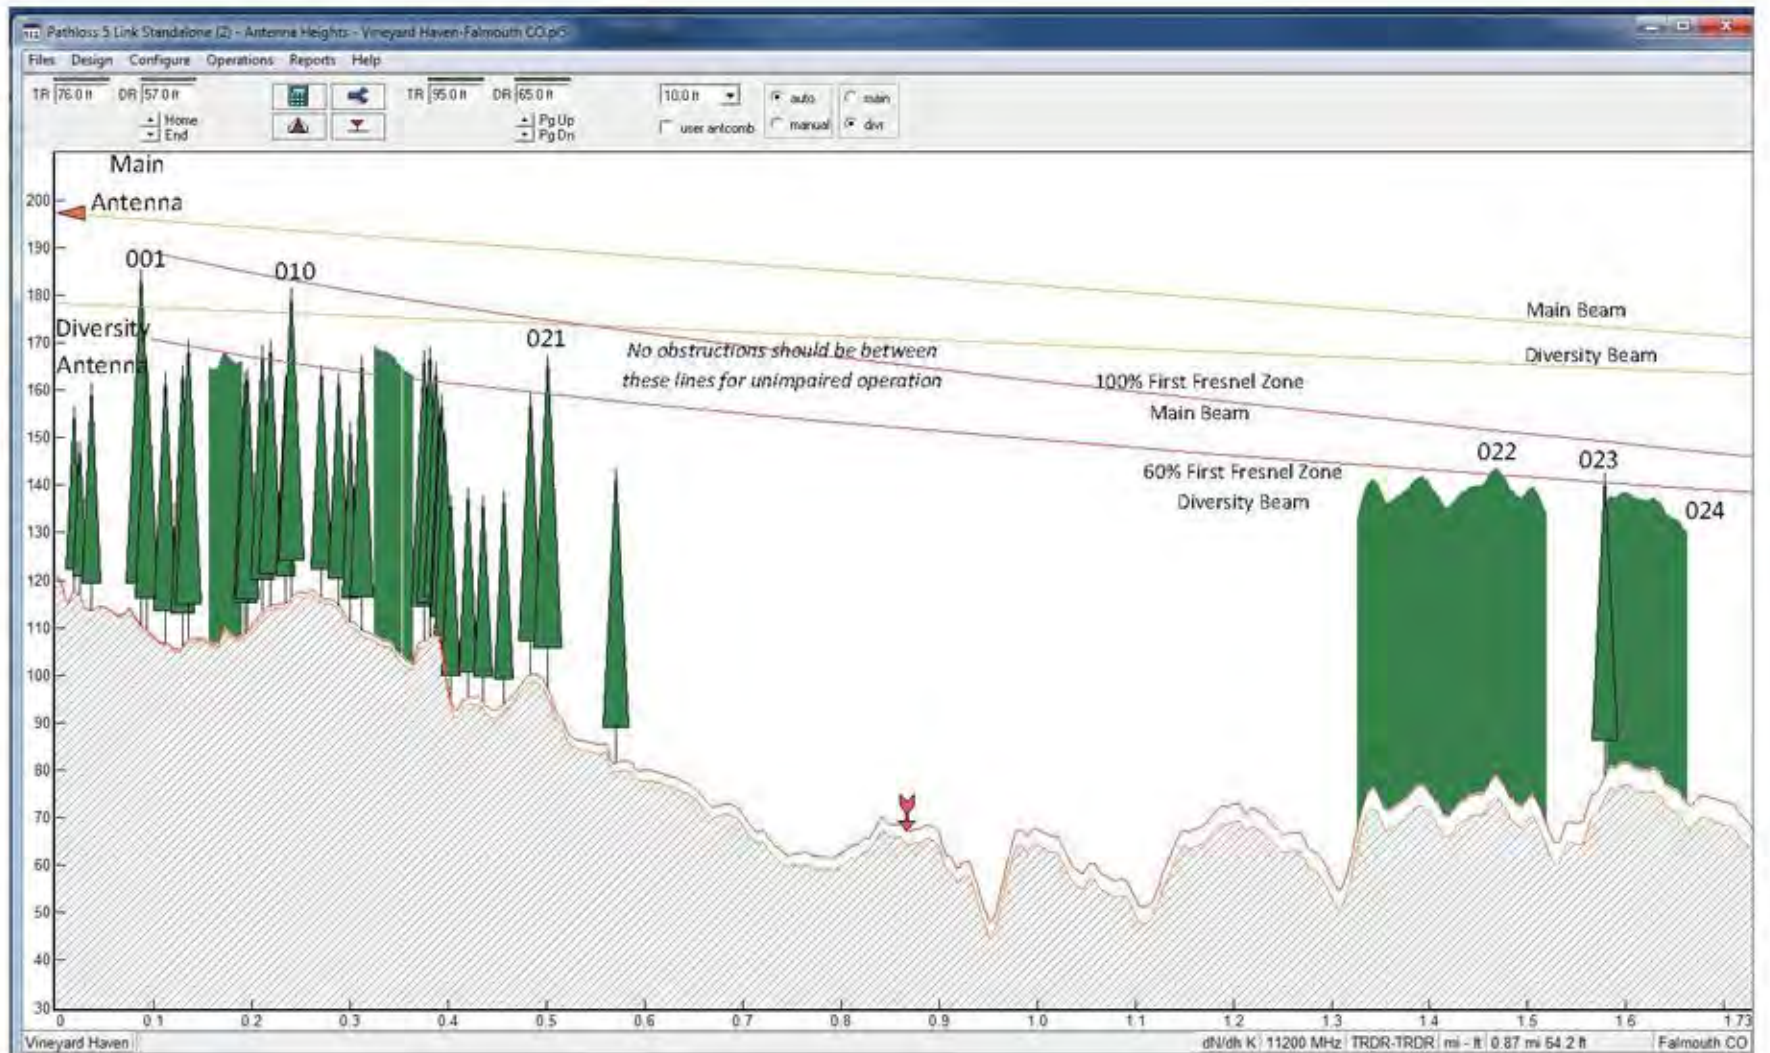 Pathloss 5 Link Standalone (2) - Antenna Heights - Vineyard Haven-Falmouth CO.pl5
Files Design Configure Operations Reports Help
TR 76.0 ft DR 57.0 ft TR 95.0 ft DR 65.0 ft 10.0 ft auto main
Home Pg Up user antcomb manual divr
End Pg Dn
Main
Antenna
200
190
001
010
180
Main Beam
Diversity
170
021
Antenna
No obstructions should be between
Diversity Beam
these lines for unimpaired operation
100% First Fresnel Zone
Main Beam
160
150
022
023
140
60% First Fresnel Zone
Diversity Beam
024
130
120
110
100
90
80
70
60
50
40
30
0 0.1 0.2 0.3 0.4 0.5 0.6 0.7 0.8 0.9 1.0 1.1 1.2 1.3 1.4 1.5 1.6 1.73
Vineyard Haven dN/dh K 11200 MHz TRDR-TRDR mi - ft 0.87 mi 64.2 ft Falmouth CO